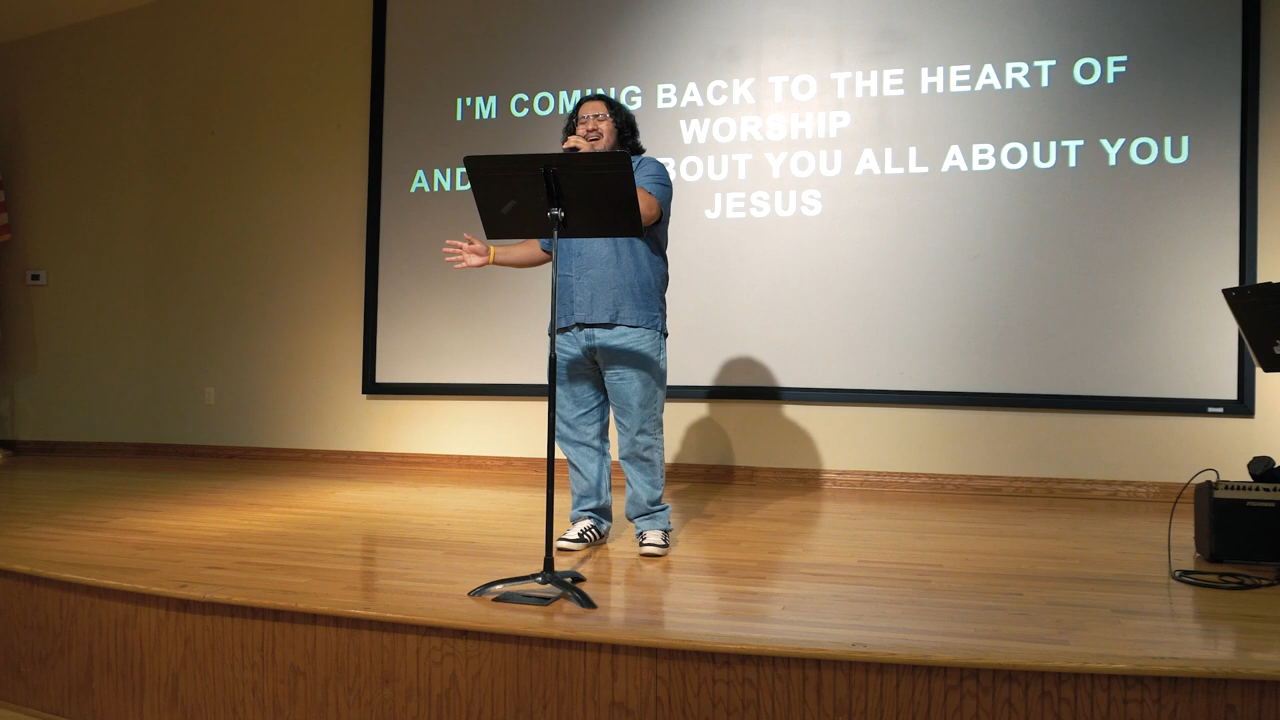 I'M COMING BACK TO THE HEART OF
WORSHIP
AND BOUT YOU ALL ABOUT YOU
JESUS